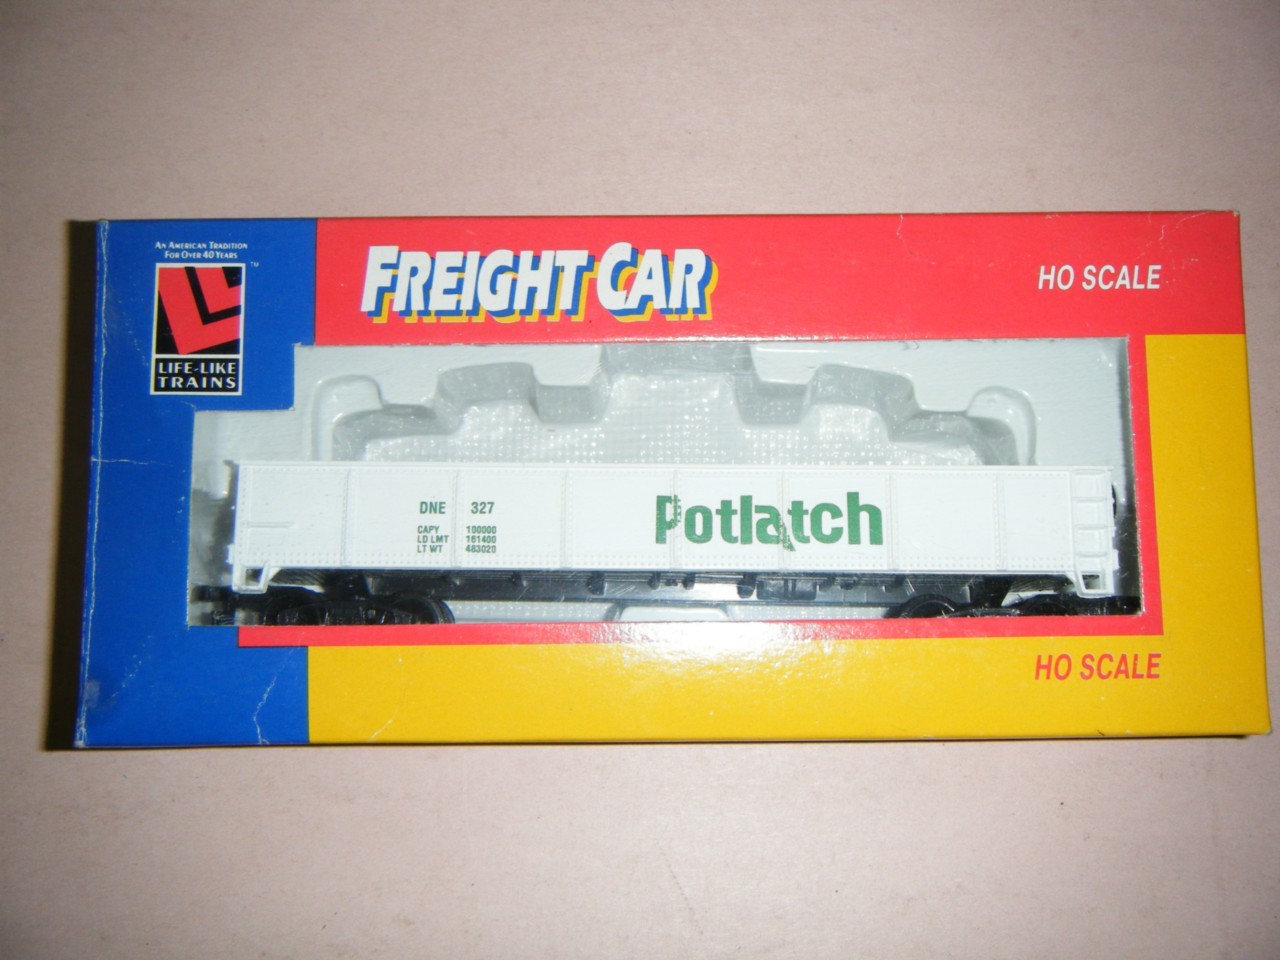 AN AMERICAN TRADITION
FOR OVER 40 YEARS
TM
LIFE-LIKE
TRAINS
FREIGHT CAR
HO SCALE
DNE 327
CAPY 100000
LD LMT 161400
LT WT 483020
Potlatch
HO SCALE